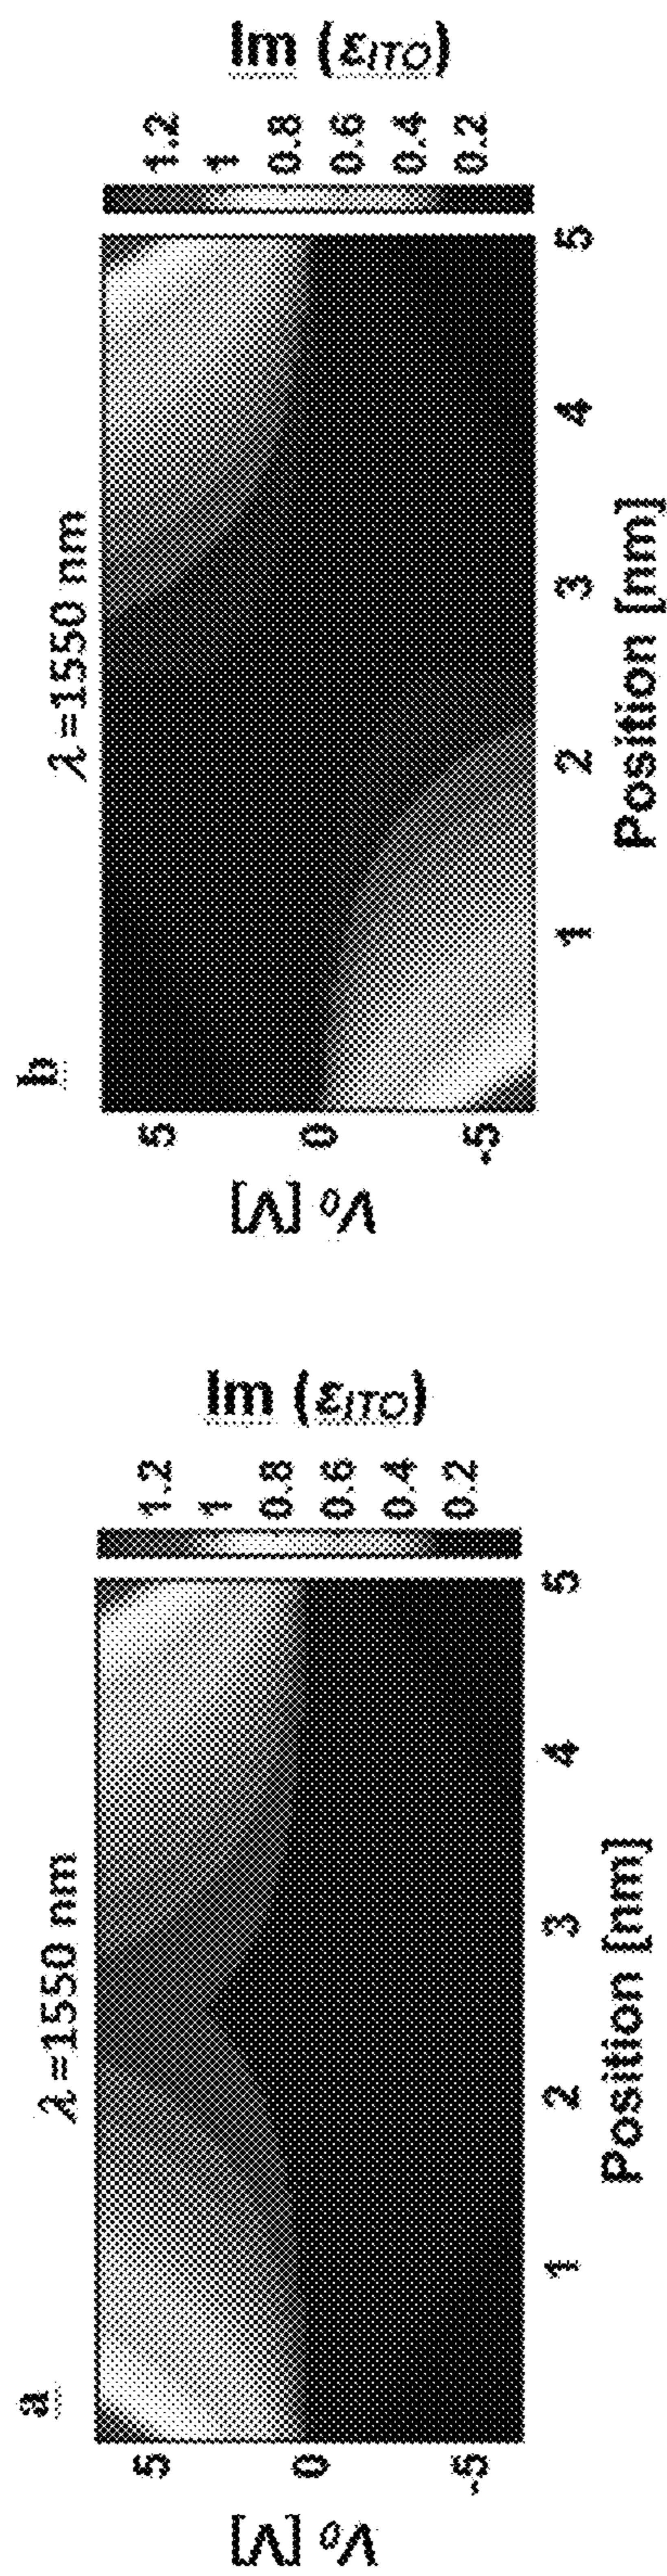 a
λ=1550 nm
V₀ [V]
5
0
-5
1 2 3 4 5
Position [nm]
1.2
1
0.8
0.6
0.4
0.2
Im (εITO)
b
λ=1550 nm
V₀ [V]
5
0
-5
1 2 3 4 5
Position [nm]
1.2
1
0.8
0.6
0.4
0.2
Im (εITO)